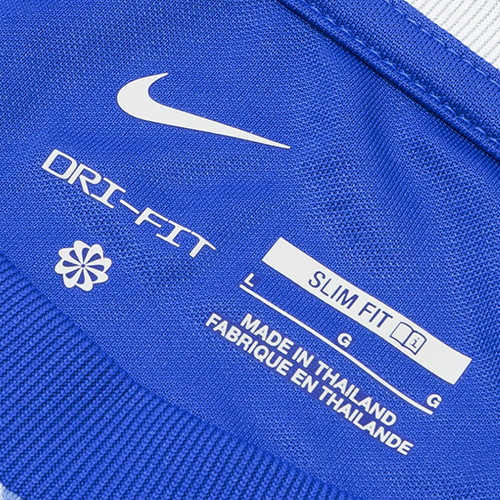 DRI-FIT
SLIM FIT
L G G
MADE IN THAILAND
FABRIQUE EN THAILANDE